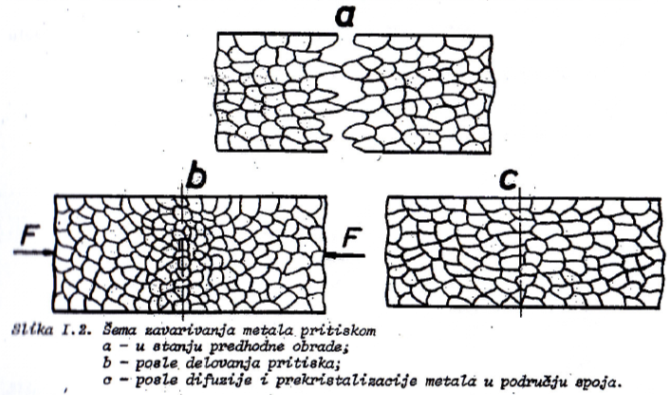 a
b
c
F
F
Slika I.2. Šema zavarivanja metala pritiskom
a - u stanju predhodne obrade;
b - posle delovanja pritiska;
c - posle difuzije i prekristalizacije metala u području spoja.